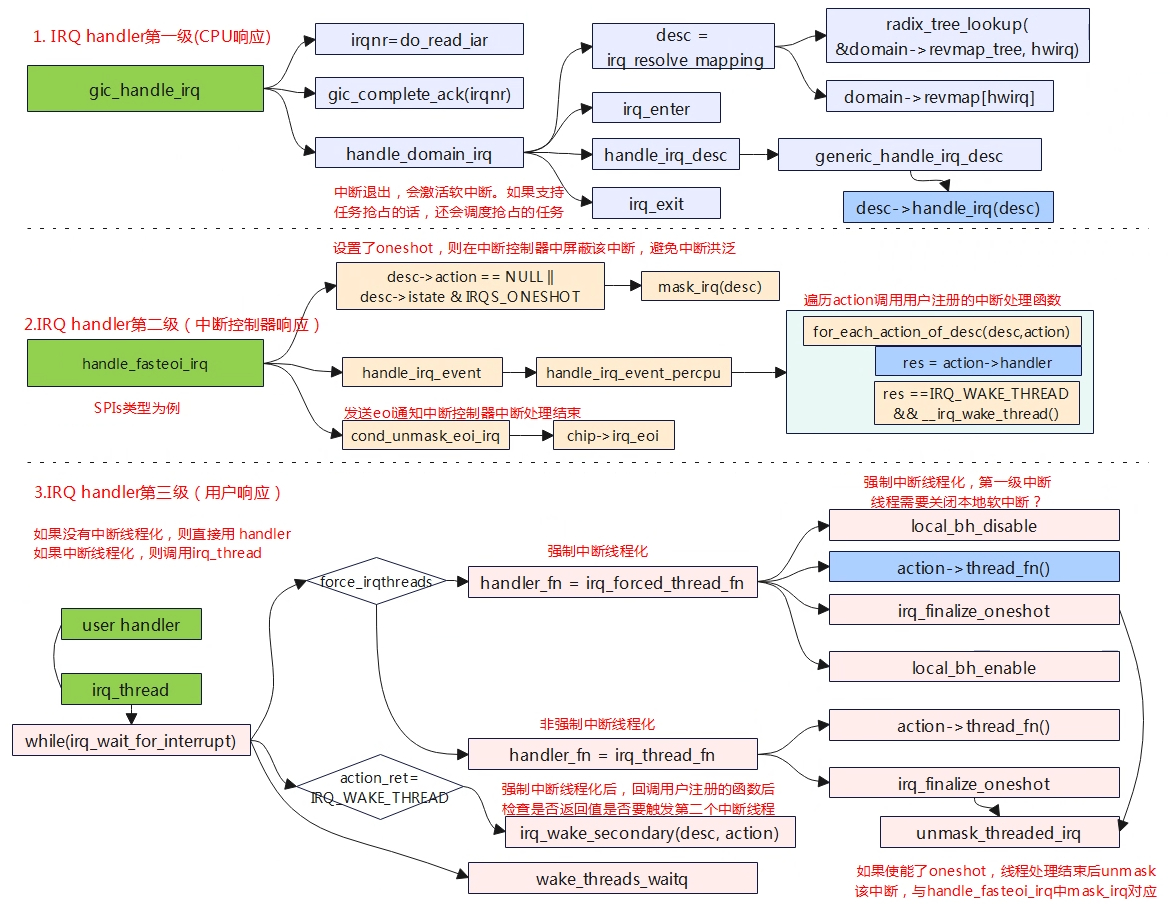 1. IRQ handler第一级(CPU响应)
gic_handle_irq
irqnr=do_read_iar
gic_complete_ack(irqnr)
handle_domain_irq
desc =
irq_resolve_mapping
irq_enter
handle_irq_desc
irq_exit
radix_tree_lookup(
&domain->revmap_tree, hwirq)
domain->revmap[hwirq]
generic_handle_irq_desc
desc->handle_irq(desc)
中断退出，会激活软中断。如果支持
任务抢占的话，还会调度抢占的任务
设置了oneshot，则在中断控制器中屏蔽该中断，避免中断洪泛
2.IRQ handler第二级（中断控制器响应）
handle_fasteoi_irq
SPIs类型为例
desc->action == NULL ||
desc->istate & IRQS_ONESHOT
mask_irq(desc)
handle_irq_event
handle_irq_event_percpu
发送eoi通知中断控制器中断处理结束
cond_unmask_eoi_irq
chip->irq_eoi
遍历action调用用户注册的中断处理函数
for_each_action_of_desc(desc,action)
res = action->handler
res ==IRQ_WAKE_THREAD
&& __irq_wake_thread()
3.IRQ handler第三级（用户响应）
如果没有中断线程化，则直接用 handler
如果中断线程化，则调用irq_thread
user handler
irq_thread
while(irq_wait_for_interrupt)
force_irqthreads
强制中断线程化
handler_fn = irq_forced_thread_fn
强制中断线程化，第一级中断
线程需要关闭本地软中断？
local_bh_disable
action->thread_fn()
irq_finalize_oneshot
local_bh_enable
非强制中断线程化
handler_fn = irq_thread_fn
action->thread_fn()
irq_finalize_oneshot
unmask_threaded_irq
action_ret=
IRQ_WAKE_THREAD
强制中断线程化后，回调用户注册的函数后
检查是否返回值是否要触发第二个中断线程
irq_wake_secondary(desc, action)
wake_threads_waitq
如果使能了oneshot，线程处理结束后unmask
该中断，与handle_fasteoi_irq中mask_irq对应